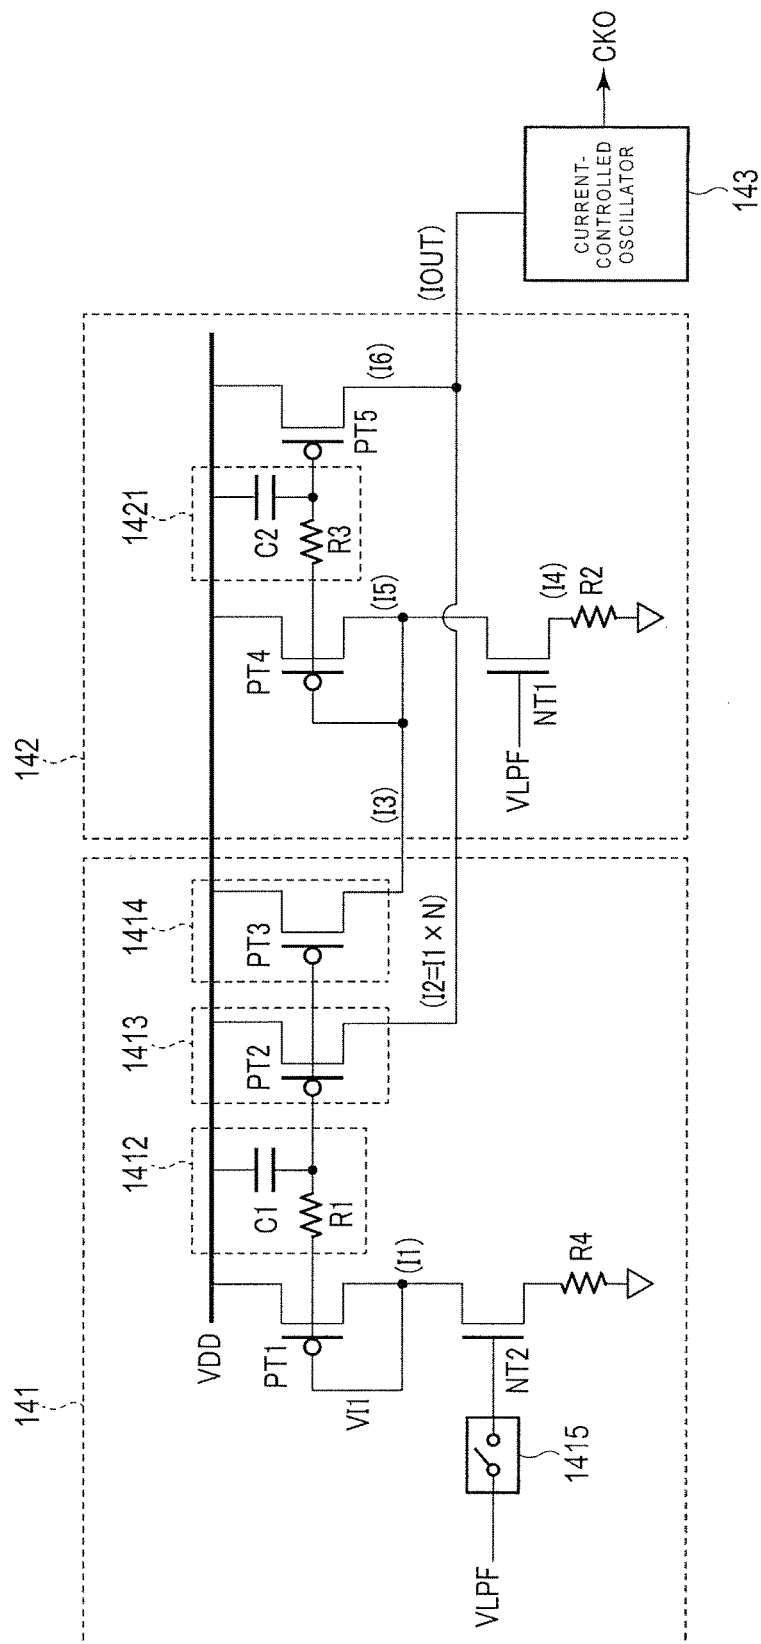 141
142
1412
1413
1414
1421
VDD
PT1
C1
R1
PT2
PT3
PT4
C2
R3
PT5
VI1
(I1)
(I2=I1×N)
(I3)
(I5)
(I6)
(IOUT)
VLPF
1415
NT2
R4
VLPF
NT1
(I4)
R2
CURRENT-
CONTROLLED
OSCILLATOR
143
CKO